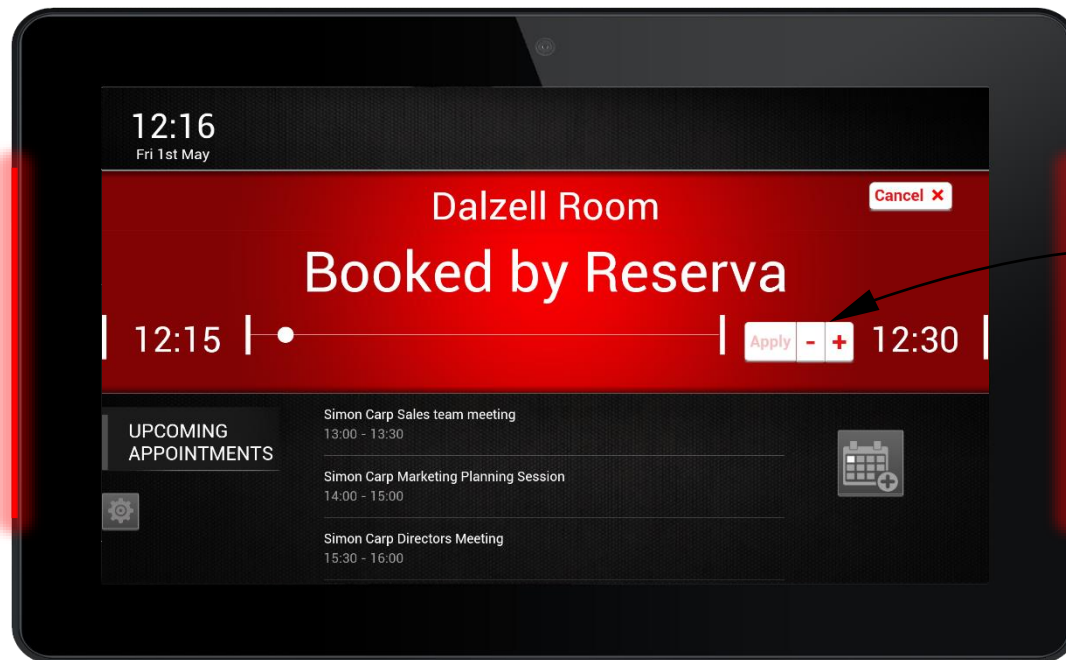 12:16
Fri 1st May
Dalzell Room
Cancel ✕
Booked by Reserva
12:15
Apply - +
12:30
UPCOMING
APPOINTMENTS
Simon Carp Sales team meeting
13:00 - 13:30
Simon Carp Marketing Planning Session
14:00 - 15:00
Simon Carp Directors Meeting
15:30 - 16:00